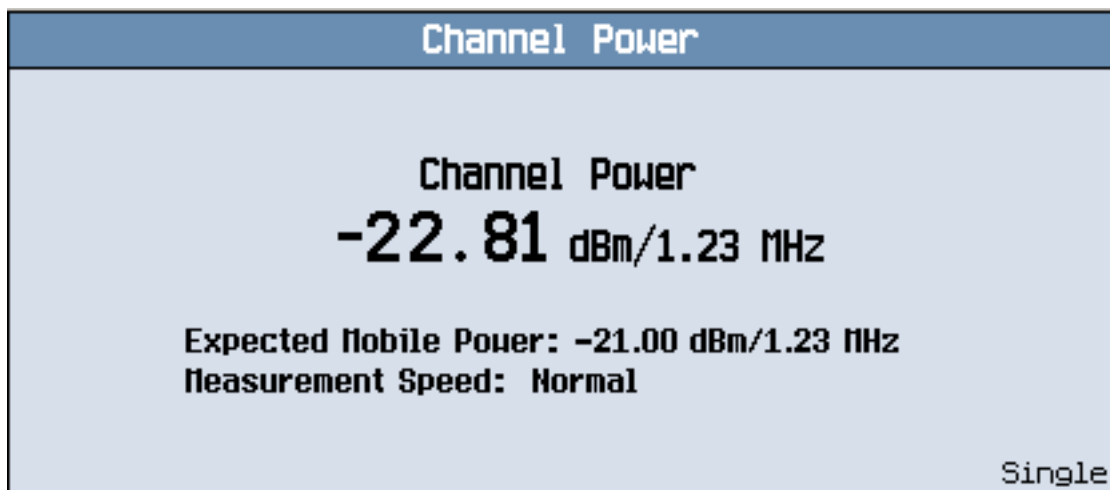 Channel Power
Channel Power
-22.81 dBm/1.23 MHz
Expected Mobile Power: -21.00 dBm/1.23 MHz
Measurement Speed: Normal
Single